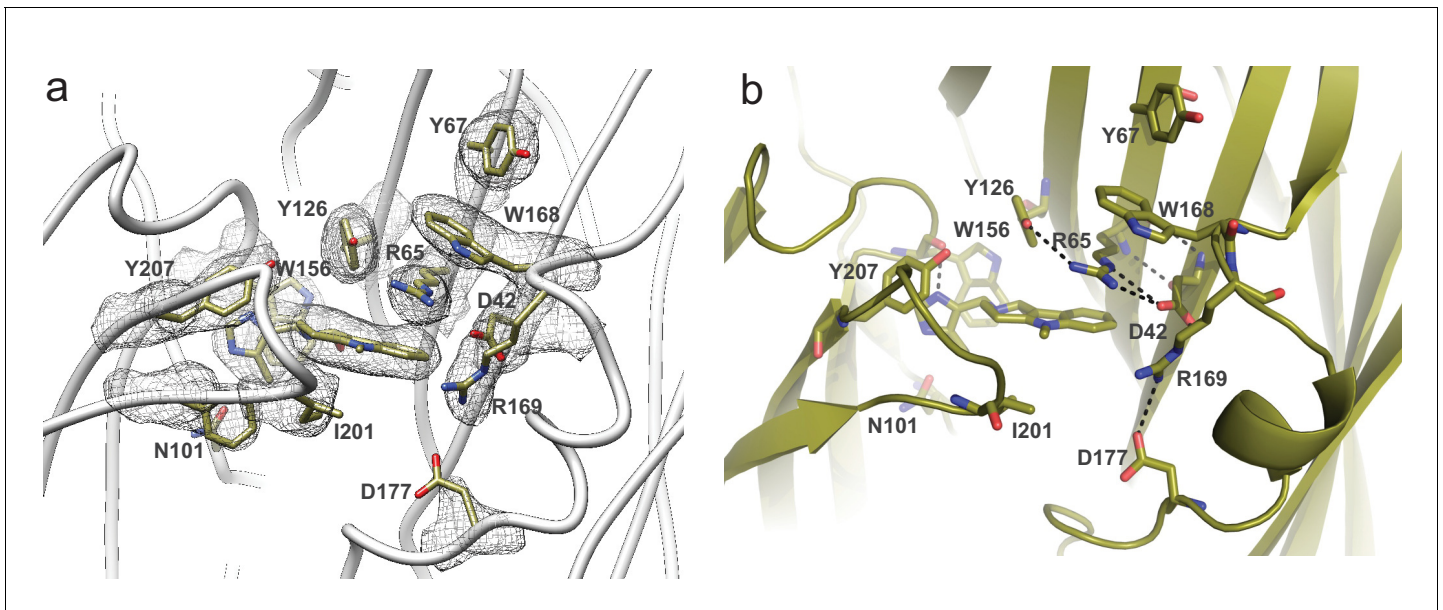 a
Y67
Y126
W168
R65
Y207
W156
D42
R169
I201
N101
D177
b
Y67
Y126
W168
W156
R65
Y207
D42
R169
N101
I201
D177